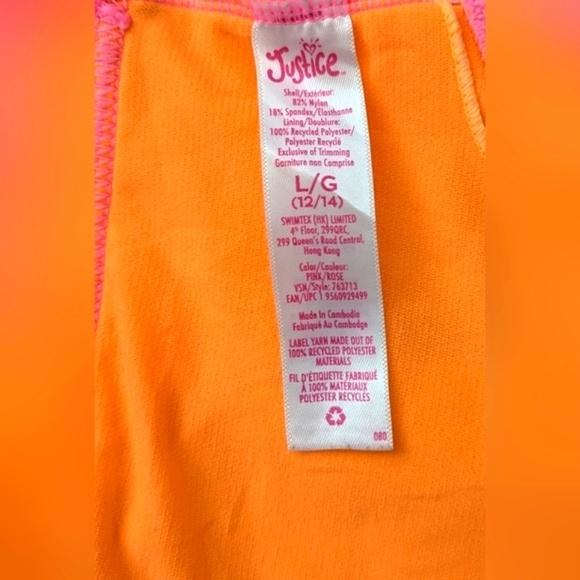 Justice
Shell/Extérieur:
82% Nylon
18% Spandex/Elasthanne
Lining/Doublure:
100% Recycled Polyester/
Polyester Recyclé
Exclusive of Trimming
Garniture non Comprise
L/G
(12/14)
SWIMTEX (HK) LIMITED
4th Floor, 299QRC,
299 Queen's Road Central,
Hong Kong
Color/Couleur:
PINK/ROSE
VSN/Style: 763713
EAN/UPC 1 9560929499
Made in Cambodia
Fabriqué Au Cambodge
LABEL YARN MADE OUT OF
100% RECYCLED POLYESTER
MATERIALS
FIL D'ÉTIQUETTE FABRIQUÉ
À 100% MATÉRIAUX
POLYESTER RECYCLÉS
080